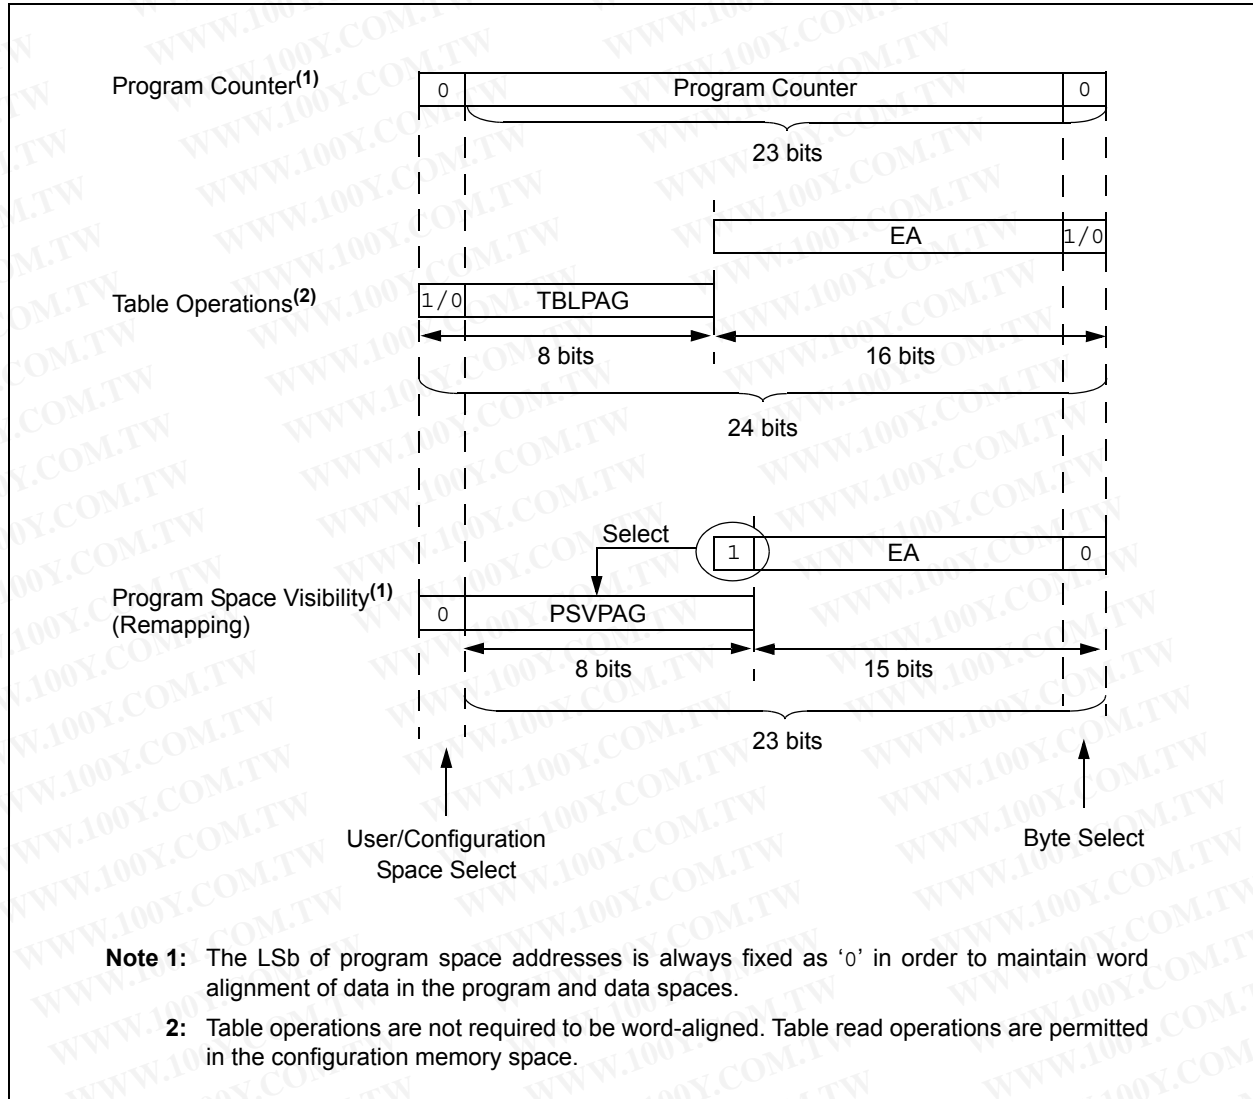 Program Counter(1)
0 Program Counter 0
23 bits
EA 1/0
Table Operations(2)
1/0 TBLPAG
8 bits 16 bits
24 bits
Select
1 EA 0
Program Space Visibility(1)
(Remapping)
0 PSVPAG
8 bits 15 bits
23 bits
User/Configuration
Space Select
Byte Select
Note 1: The LSb of program space addresses is always fixed as ‘0’ in order to maintain word
alignment of data in the program and data spaces.
2: Table operations are not required to be word-aligned. Table read operations are permitted
in the configuration memory space.
WWW.100Y.COM.TW